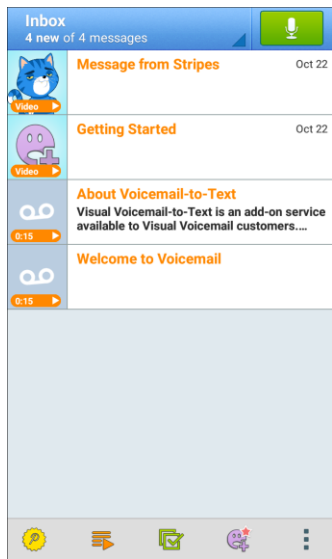 Inbox
4 new of 4 messages
Message from Stripes
Oct 22
Video
Getting Started
Oct 22
Video
About Voicemail-to-Text
Visual Voicemail-to-Text is an add-on service
available to Visual Voicemail customers....
0:15
Welcome to Voicemail
0:15
P